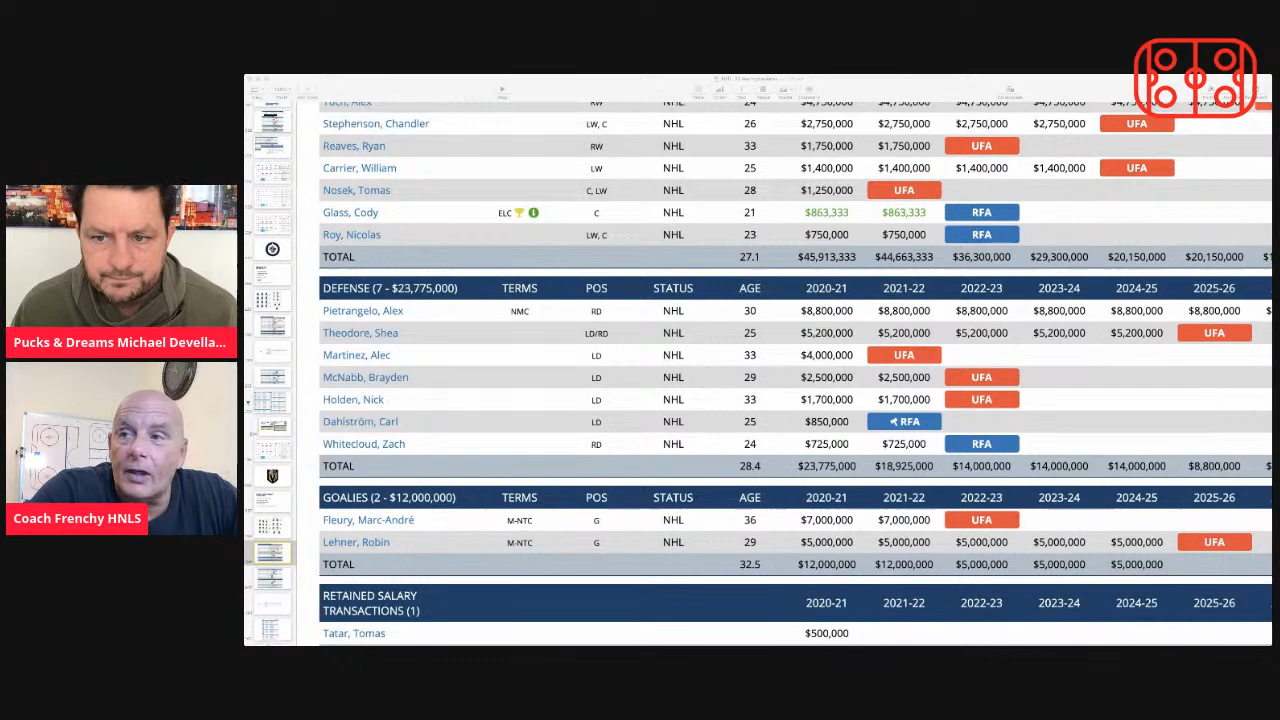 Pucks & Dreams Michael Devella...
Coach Frenchy HNLS
Stephenson, Chandler LW, C NHL 26 $2,750,000 $2,750,000 $2,750,000 UFA
Reaves, Ryan RW NHL 33 $1,750,000 $1,750,000 UFA
Carrier, William LW NHL 25 $1,400,000 $1,400,000 $1,400,000 UFA
Nosek, Tomas C, LW NHL 28 $1,250,000 UFA
Glass, Cody ELC C NHL 21 $863,333 $863,333 RFA
Roy, Nicolas LW, C NHL 23 $750,000 $750,000 RFA
TOTAL 27.1 $45,913,333 $44,663,333 $20,150,000 $20,150,000
DEFENSE (7 - $23,775,000) TERMS POS STATUS AGE 2020-21 2021-22 2022-23 2023-24 2024-25 2025-26
Pietrangelo, Alex NMC RD NHL 30 $8,800,000 $8,800,000 $8,800,000 $8,800,000 $8,800,000 $8,800,000
Theodore, Shea LD/RD NHL 25 $5,200,000 $5,200,000 $5,200,000 $5,200,000 $5,200,000 UFA
Martinez, Alec LD NHL 33 $4,000,000 UFA
McNabb, Brayden LD NHL 29 $2,500,000 $2,500,000 UFA
Holden, Nick LD NHL 33 $1,700,000 $1,700,000 UFA
Dahlstrom, Carl LD NHL 25 $850,000 RFA
Whitecloud, Zach RD NHL 24 $725,000 $725,000 RFA
TOTAL 28.4 $23,775,000 $18,925,000 $14,000,000 $14,000,000 $14,000,000 $8,800,000
GOALIES (2 - $12,000,000) TERMS POS STATUS AGE 2020-21 2021-22 2022-23 2023-24 2024-25 2025-26
Fleury, Marc-André M-NTC G NHL 36 $7,000,000 $7,000,000 UFA
Lehner, Robin M-NTC G NHL 29 $5,000,000 $5,000,000 $5,000,000 $5,000,000 $5,000,000 UFA
TOTAL 32.5 $12,000,000 $12,000,000 $5,000,000 $5,000,000 $5,000,000
RETAINED SALARY
TRANSACTIONS (1) 2020-21 2021-22 2022-23 2023-24 2024-25 2025-26
Tatar, Tomas $500,000